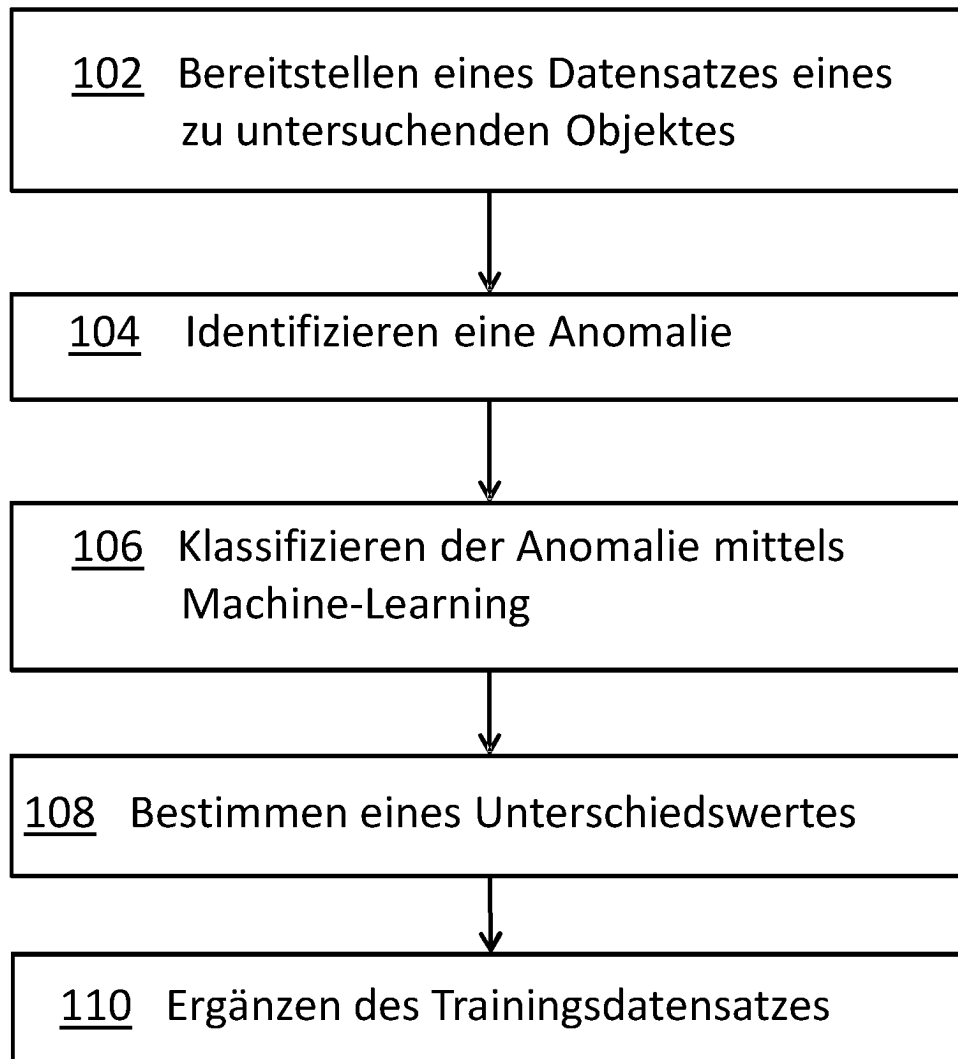 102 Bereitstellen eines Datensatzes eines
zu untersuchenden Objektes
104 Identifizieren eine Anomalie
106 Klassifizieren der Anomalie mittels
Machine-Learning
108 Bestimmen eines Unterschiedswertes
110 Ergänzen des Trainingsdatensatzes